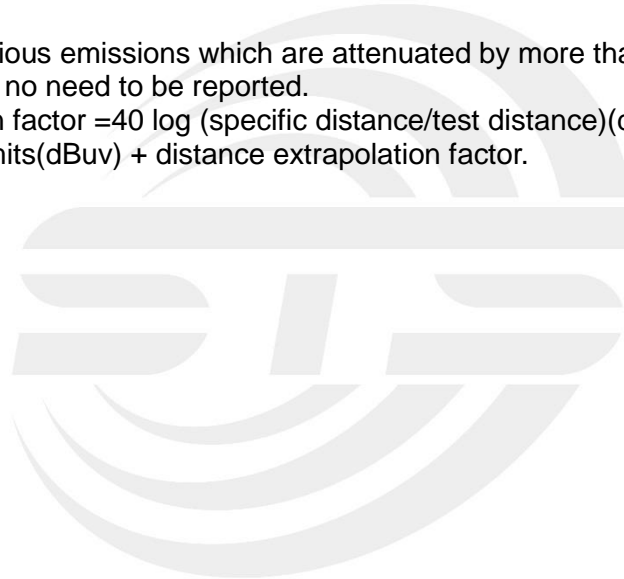 ious emissions which are attenuated by more tha
no need to be reported.
factor =40 log (specific distance/test distance)(
nits(dBuv) + distance extrapolation factor.
STS